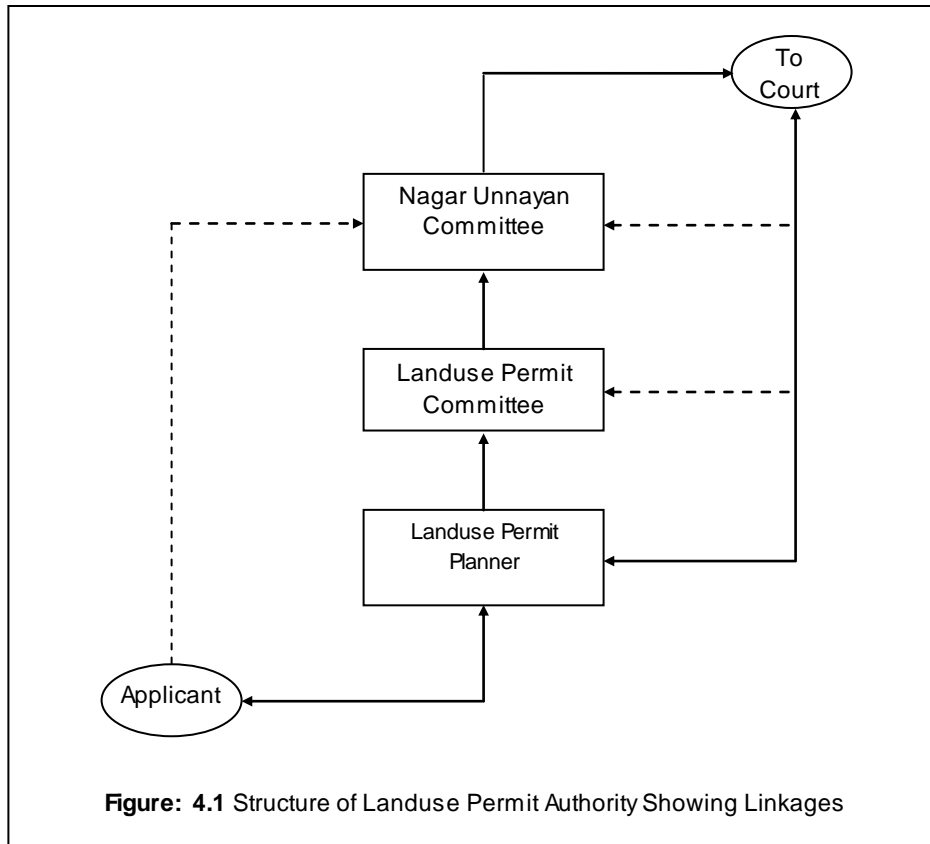 To
Court
Nagar Unnayan
Committee
Landuse Permit
Committee
Landuse Permit
Planner
Applicant
Figure: 4.1 Structure of Landuse Permit Authority Showing Linkages